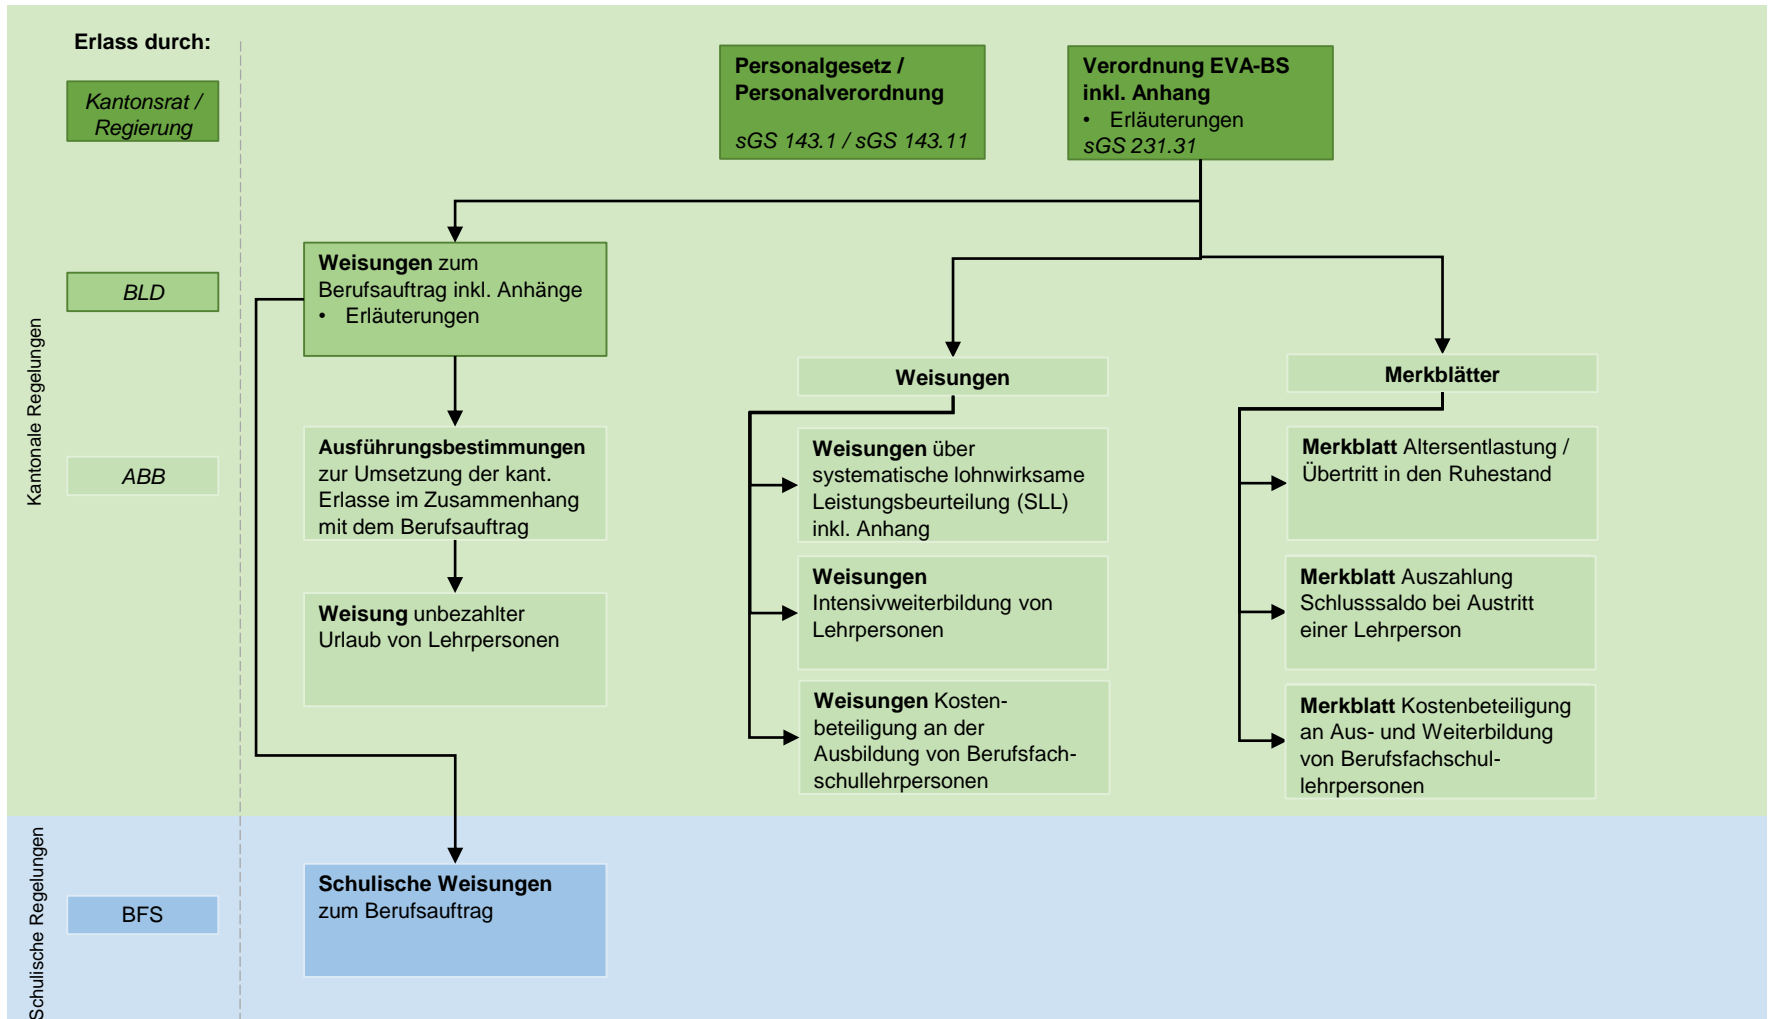 Erlass durch:
Kantonsrat /
Regierung
Personalgesetz /
Personalverordnung
sGS 143.1 / sGS 143.11
Verordnung EVA-BS
inkl. Anhang
• Erläuterungen
sGS 231.31
Kantonale Regelungen
BLD
Weisungen zum
Berufsauftrag inkl. Anhänge
• Erläuterungen
ABB
Ausführungsbestimmungen
zur Umsetzung der kant.
Erlasse im Zusammenhang
mit dem Berufsauftrag
Weisung unbezahlter
Urlaub von Lehrpersonen
Weisungen
Weisungen über
systematische lohnwirksame
Leistungsbeurteilung (SLL)
inkl. Anhang
Weisungen
Intensivweiterbildung von
Lehrpersonen
Weisungen Kosten-
beteiligung an der
Ausbildung von Berufsfach-
schullehrpersonen
Merkblätter
Merkblatt Altersentlastung /
Übertritt in den Ruhestand
Merkblatt Auszahlung
Schlusssaldo bei Austritt
einer Lehrperson
Merkblatt Kostenbeteiligung
an Aus- und Weiterbildung
von Berufsfachschul-
lehrpersonen
Schulische Regelungen
BFS
Schulische Weisungen
zum Berufsauftrag